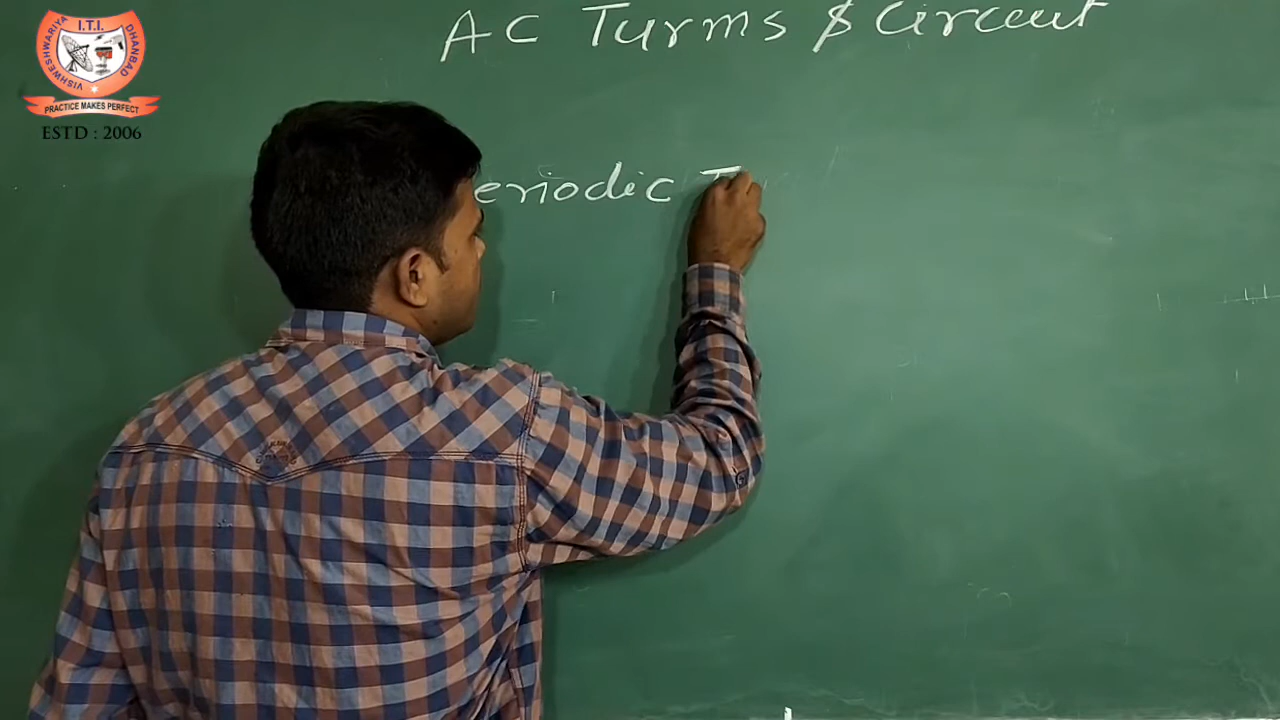 I.T.I.
VISHWESHWARIYA DHANBAD
PRACTICE MAKES PERFECT
ESTD : 2006
AC Turms & Circuit
eriodic T